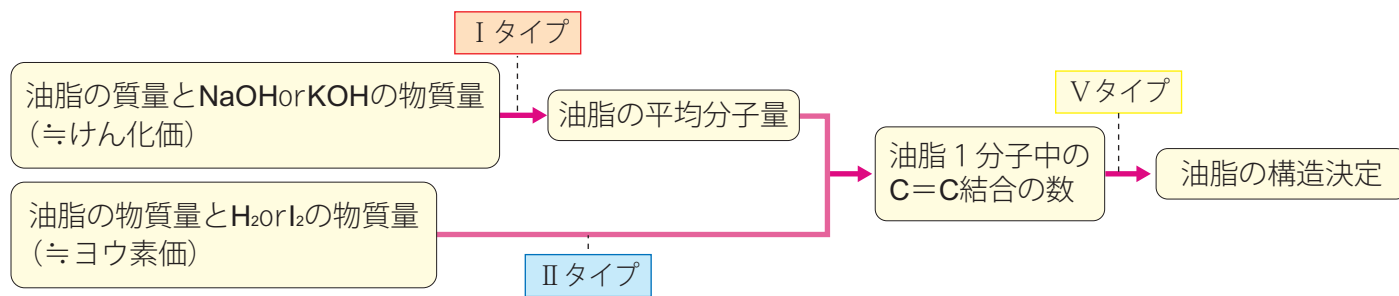 Ⅰタイプ
油脂の質量とNaOHorKOHの物質量
(≒けん化価)
油脂の平均分子量
Ⅴタイプ
油脂１分子中の
C＝C結合の数
油脂の構造決定
油脂の物質量とH₂orI₂の物質量
(≒ヨウ素価)
Ⅱタイプ